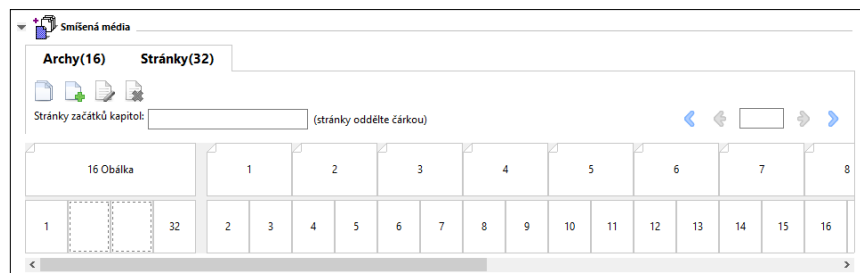 Smíšená média
Archy(16) Stránky(32)
Stránky začátků kapitol: (stránky oddělte čárkou)
16 Obálka 1 2 3 4 5 6 7 8
1 32 2 3 4 5 6 7 8 9 10 11 12 13 14 15 16